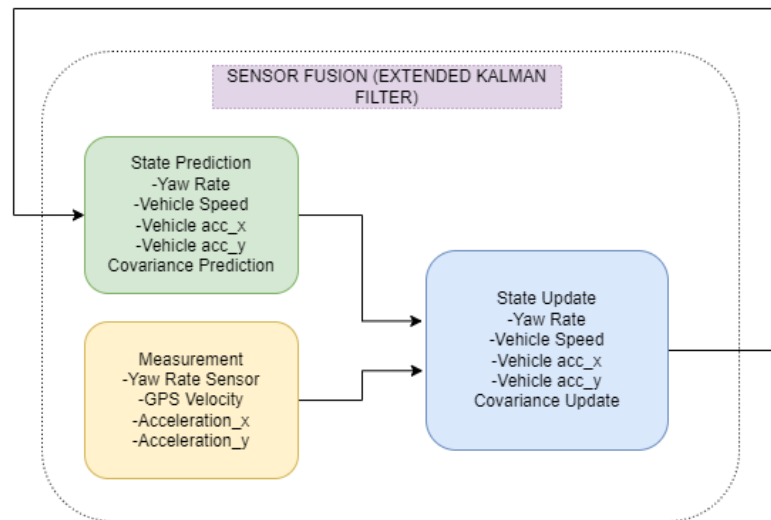 SENSOR FUSION (EXTENDED KALMAN
FILTER)
State Prediction
-Yaw Rate
-Vehicle Speed
-Vehicle acc_x
-Vehicle acc_y
Covariance Prediction
Measurement
-Yaw Rate Sensor
-GPS Velocity
-Acceleration_x
-Acceleration_y
State Update
-Yaw Rate
-Vehicle Speed
-Vehicle acc_x
-Vehicle acc_y
Covariance Update